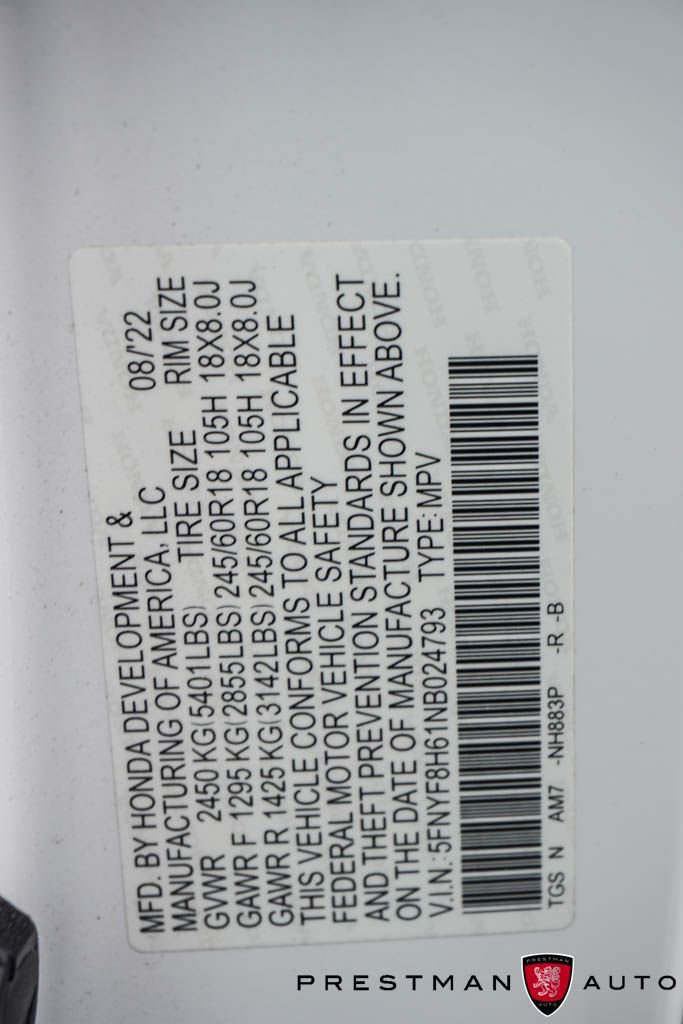 MFD. BY HONDA DEVELOPMENT &
MANUFACTURING OF AMERICA, LLC 08/'22
GVWR 2450 KG(5401LBS) TIRE SIZE RIM SIZE
GAWR F 1295 KG(2855LBS) 245/60R18 105H 18X8.0J
GAWR R 1425 KG(3142LBS) 245/60R18 105H 18X8.0J
THIS VEHICLE CONFORMS TO ALL APPLICABLE
FEDERAL MOTOR VEHICLE SAFETY
AND THEFT PREVENTION STANDARDS IN EFFECT
ON THE DATE OF MANUFACTURE SHOWN ABOVE.
V.I.N.: 5FNYF8H61NB024793 TYPE: MPV
TGS N AM7 -NH883P -R -B
PRESTMAN AUTO